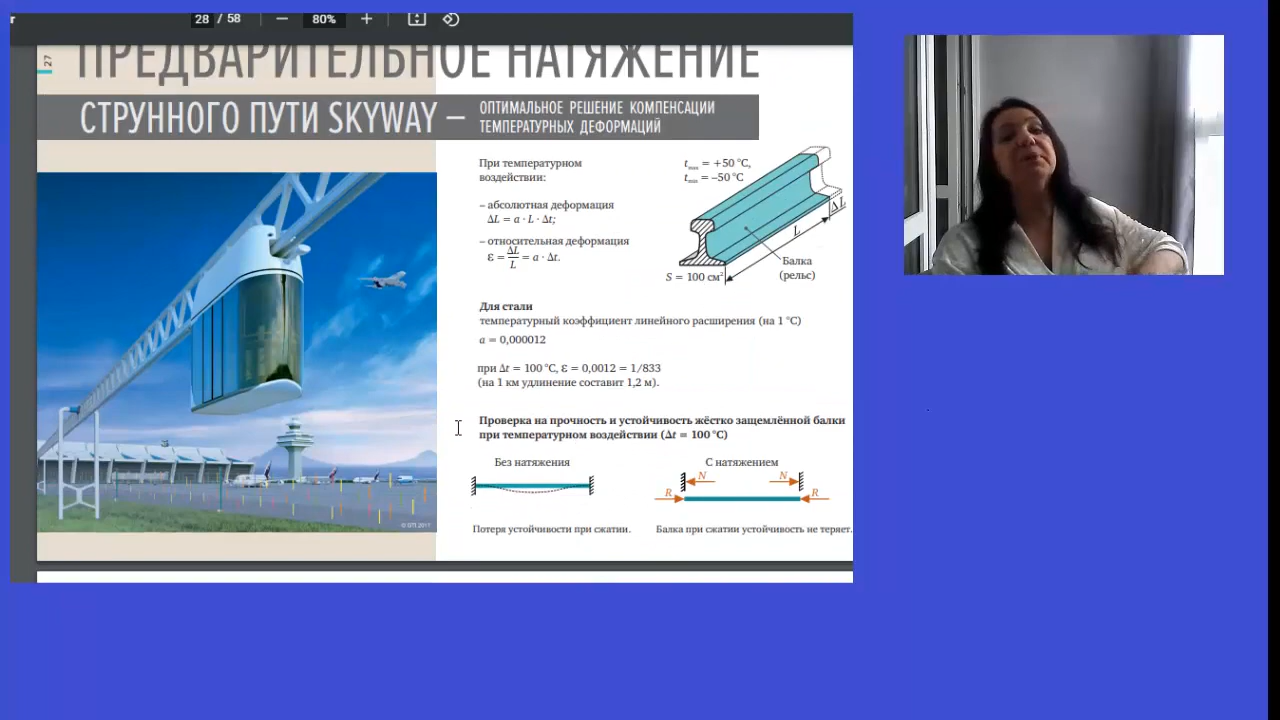 28 / 58 — 80% +
27
ПРЕДВАРИТЕЛЬНОЕ НАТЯЖЕНИЕ
СТРУННОГО ПУТИ SKYWAY –
ОПТИМАЛЬНОЕ РЕШЕНИЕ КОМПЕНСАЦИИ
ТЕМПЕРАТУРНЫХ ДЕФОРМАЦИЙ
При температурном
воздействии:
t max = +50 °C,
t min = –50 °C
– абсолютная деформация
ΔL = a · L · Δt;
– относительная деформация
ε = ΔL/L = a · Δt.
ΔL
L
Балка
(рельс)
S = 100 см²
Для стали
температурный коэффициент линейного расширения (на 1 °C)
a = 0,000012
при Δt = 100 °C, ε = 0,0012 = 1/833
(на 1 км удлинение составит 1,2 м).
Проверка на прочность и устойчивость жёстко защемлённой балки
при температурном воздействии (Δt = 100 °C)
Без натяжения
С натяжением
N N
R R
Потеря устойчивости при сжатии.
Балка при сжатии устойчивость не теряет.
© STI 2017